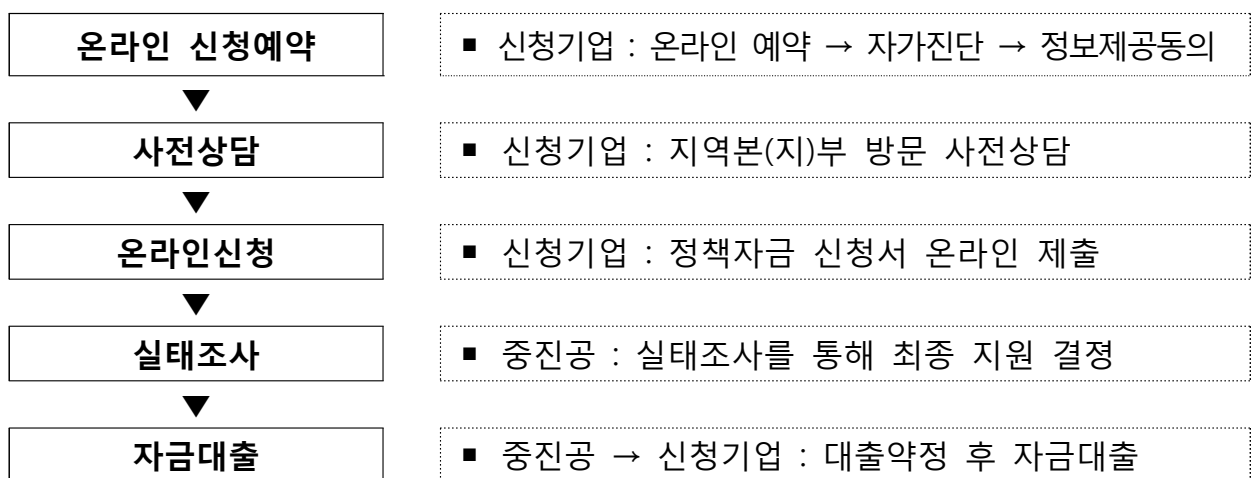 온라인 신청예약 ■ 신청기업 : 온라인 예약 → 자가진단 → 정보제공동의
▼
사전상담 ■ 신청기업 : 지역본(지)부 방문 사전상담
▼
온라인신청 ■ 신청기업 : 정책자금 신청서 온라인 제출
▼
실태조사 ■ 중진공 : 실태조사를 통해 최종 지원 결졍
▼
자금대출 ■ 중진공 → 신청기업 : 대출약정 후 자금대출